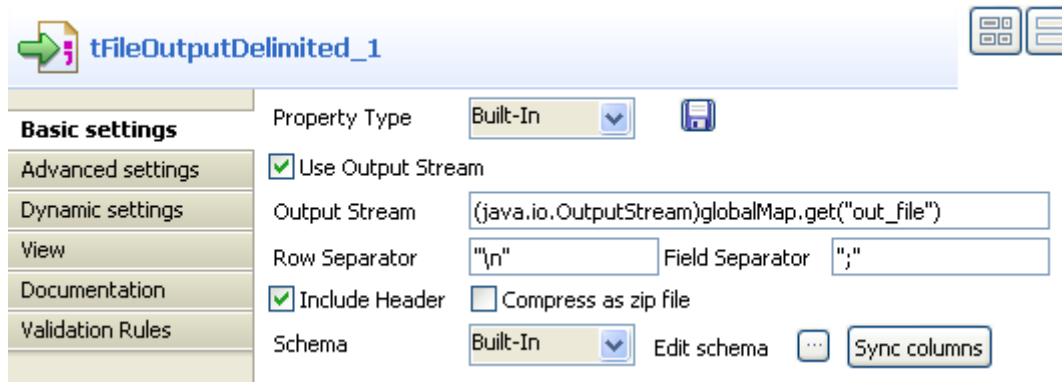 tFileOutputDelimited_1
Basic settings
Advanced settings
Dynamic settings
View
Documentation
Validation Rules
Property Type Built-In
Use Output Stream
Output Stream (java.io.OutputStream)globalMap.get("out_file")
Row Separator "\n" Field Separator ";"
Include Header Compress as zip file
Schema Built-In Edit schema ... Sync columns